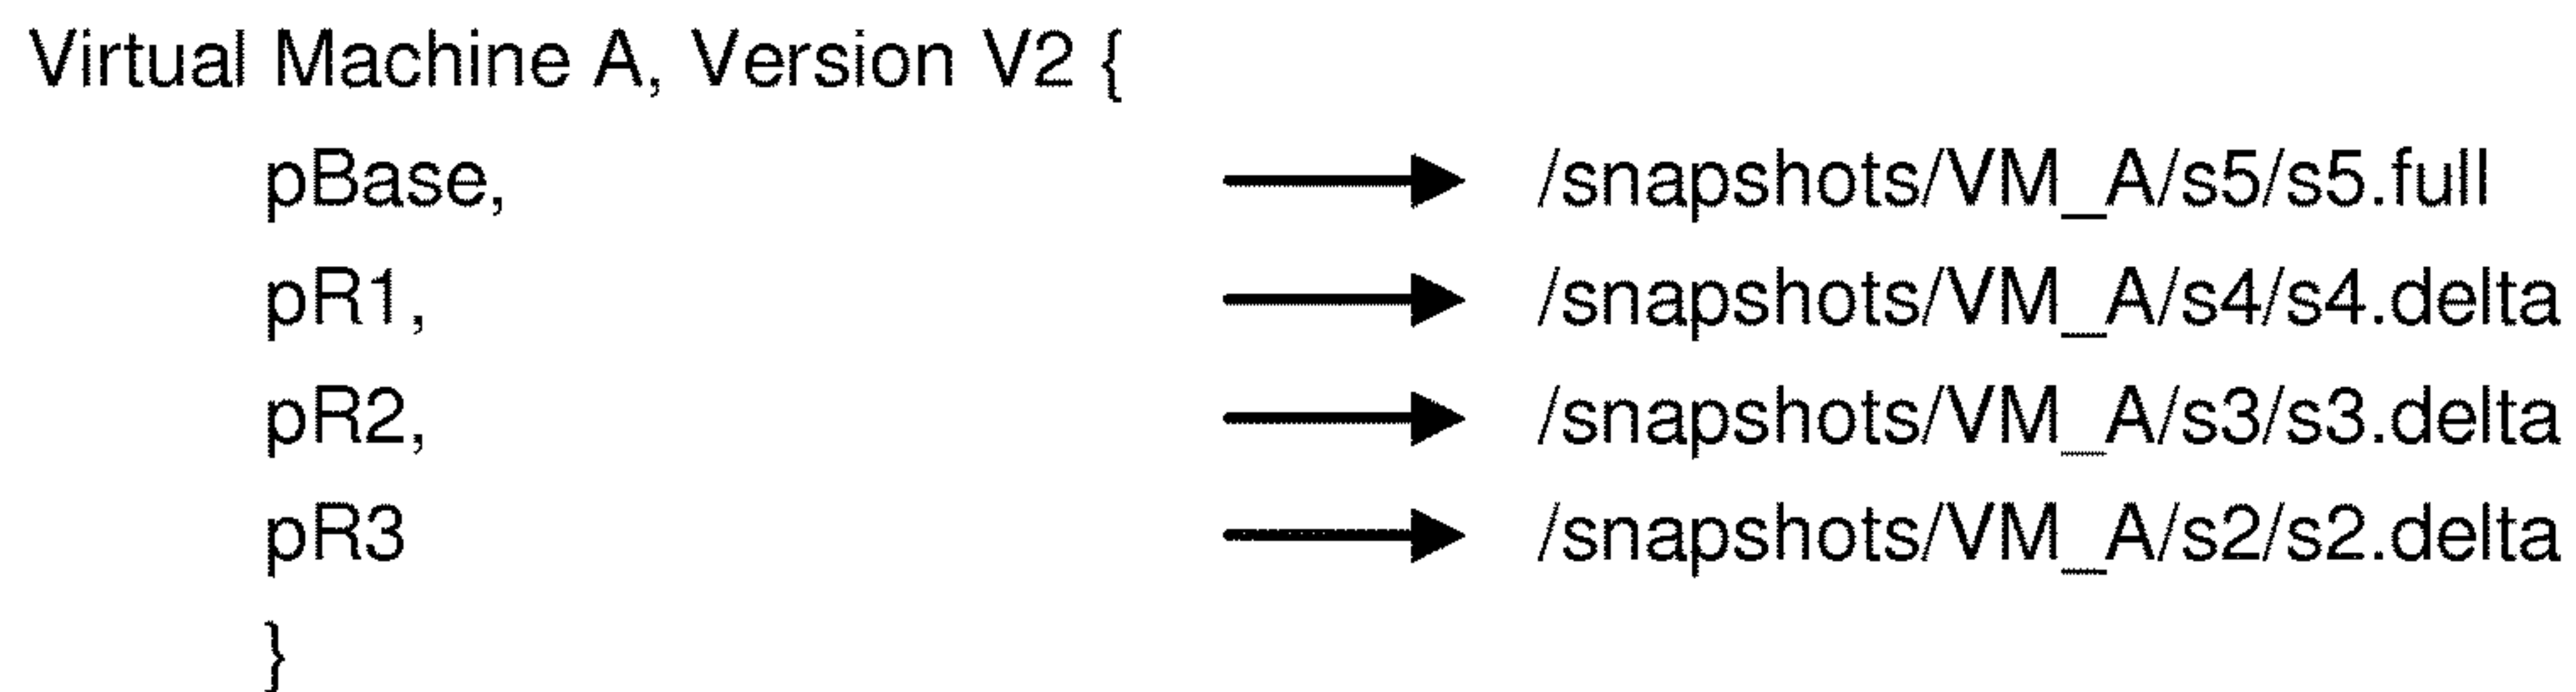 Virtual Machine A, Version V2 {
pBase, /snapshots/VM_A/s5/s5.full
pR1, /snapshots/VM_A/s4/s4.delta
pR2, /snapshots/VM_A/s3/s3.delta
pR3 /snapshots/VM_A/s2/s2.delta
}